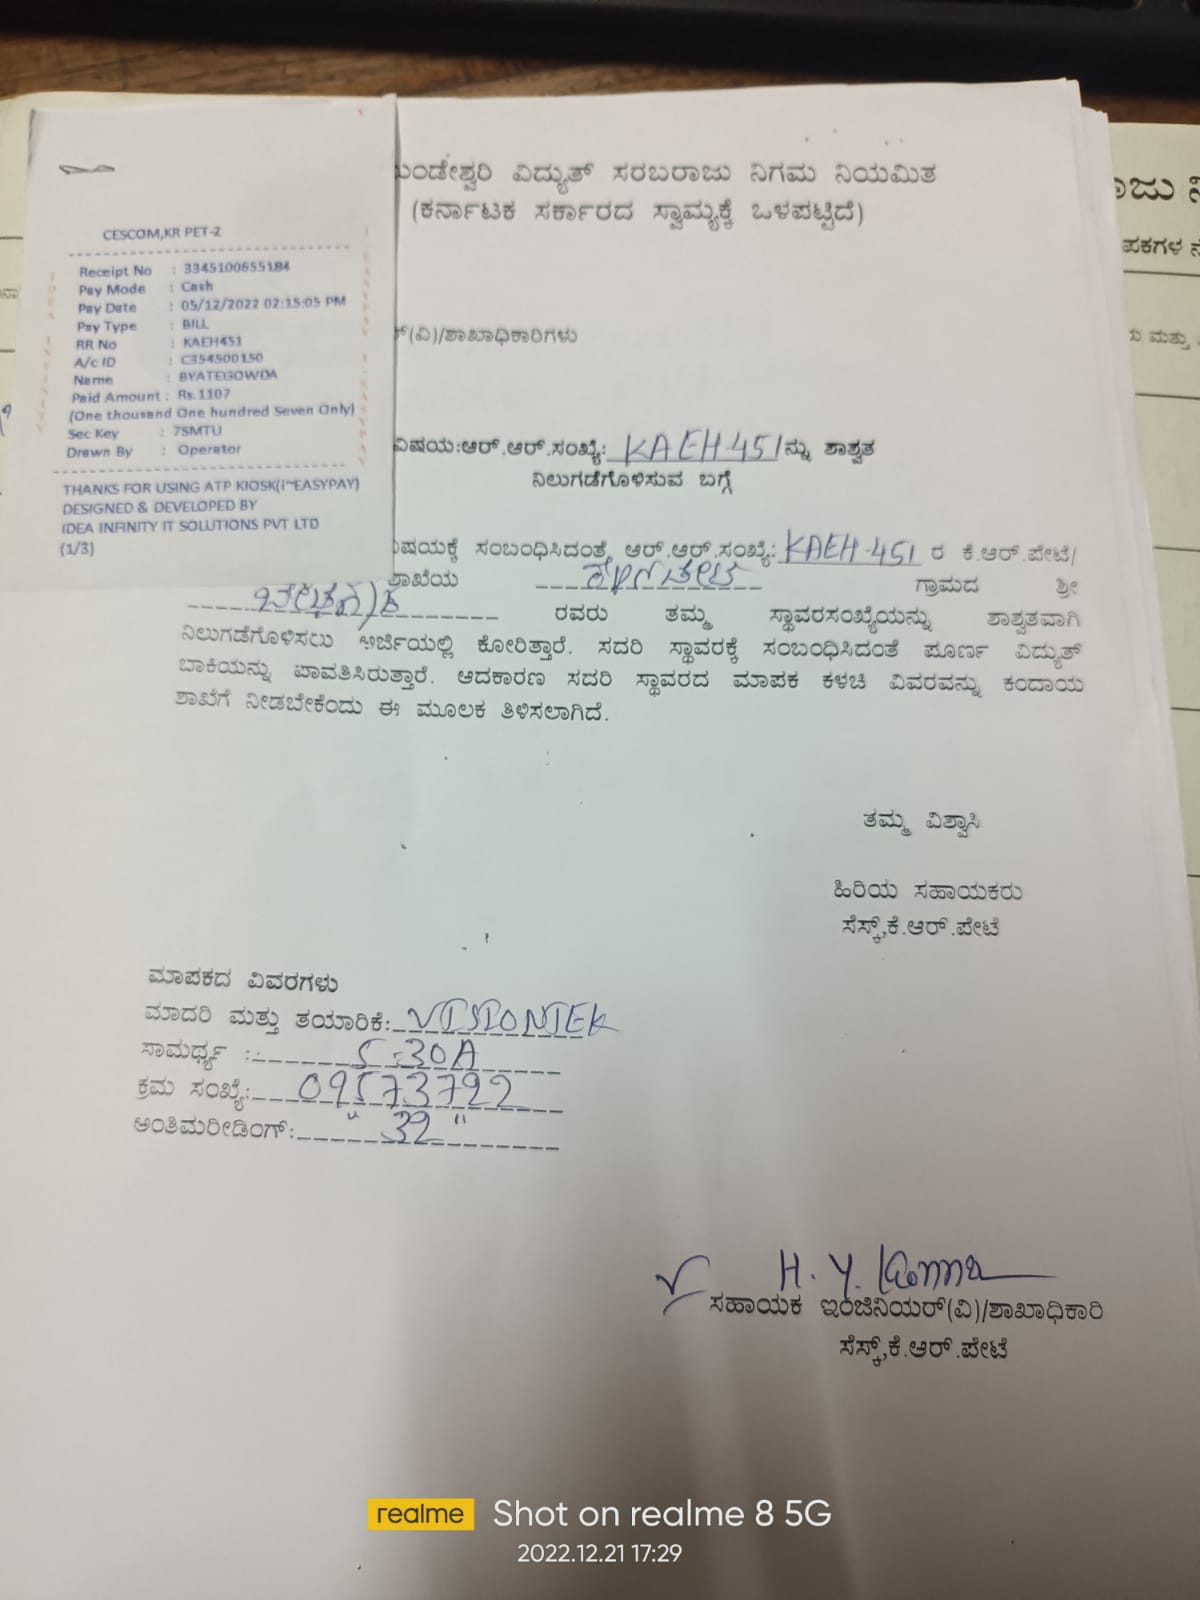 CESCOM,KR PET-2
Receipt No : 3345100655184
Pay Mode : Cash
Pay Date : 05/12/2022 02:15:05 PM
Pay Type : BILL
RR No : KAEH451
A/c ID : C354500150
Name : BYATEGOWDA
Paid Amount : Rs.1107
(One thousand One hundred Seven Only)
Sec Key : 7SMTU
Drawn By : Operator
THANKS FOR USING ATP KIOSK(i~EASYPAY)
DESIGNED & DEVELOPED BY
IDEA INFINITY IT SOLUTIONS PVT LTD
(1/3)
ವಿದ್ಯುತ್ ಸರಬರಾಜು ನಿಗಮ ನಿಯಮಿತ
(ಕರ್ನಾಟಕ ಸರ್ಕಾರದ ಸ್ವಾಮ್ಯಕ್ಕೆ ಒಳಪಟ್ಟಿದೆ)
(ವಿ)/ಶಾಖಾಧಿಕಾರಿಗಳು
ವಿಷಯ:ಆರ್.ಆರ್.ಸಂಖ್ಯೆ: KAEH-451ನ್ನು ಶಾಶ್ವತ
ನಿಲುಗಡೆಗೊಳಿಸುವ ಬಗ್ಗೆ
ವಿಷಯಕ್ಕೆ ಸಂಬಂಧಿಸಿದಂತೆ ಆರ್.ಆರ್.ಸಂಖ್ಯೆ: KAEH-451 ರ ಕೆ.ಆರ್.ಪೇಟೆ/
ಶಾಖೆಯ ಗ್ರಾಮದ ಶ್ರೀ
ರವರು ತಮ್ಮ ಸ್ಥಾವರಸಂಖ್ಯೆಯನ್ನು ಶಾಶ್ವತವಾಗಿ
ನಿಲುಗಡೆಗೊಳಿಸಲು ಅರ್ಜಿಯಲ್ಲಿ ಕೋರಿತ್ತಾರೆ. ಸದರಿ ಸ್ಥಾವರಕ್ಕೆ ಸಂಬಂಧಿಸಿದಂತೆ ಪೂರ್ಣ ವಿದ್ಯುತ್
ಬಾಕಿಯನ್ನು ಪಾವತಿಸಿರುತ್ತಾರೆ. ಆದಕಾರಣ ಸದರಿ ಸ್ಥಾವರದ ಮಾಪಕ ಕಳಚಿ ವಿವರವನ್ನು ಕಂದಾಯ
ಶಾಖೆಗೆ ನೀಡಬೇಕೆಂದು ಈ ಮೂಲಕ ತಿಳಿಸಲಾಗಿದೆ.
ತಮ್ಮ ವಿಶ್ವಾಸಿ
ಹಿರಿಯ ಸಹಾಯಕರು
ಸೆಸ್ಕ್,ಕೆ.ಆರ್.ಪೇಟೆ
ಮಾಪಕದ ವಿವರಗಳು
ಮಾದರಿ ಮತ್ತು ತಯಾರಿಕೆ: VISIONTEK
ಸಾಮರ್ಥ್ಯ : 5-30A
ಕ್ರಮ ಸಂಖ್ಯೆ: 09573792
ಅಂತಿಮರೀಡಿಂಗ್: "32"
H. Y.
ಸಹಾಯಕ ಇಂಜಿನಿಯರ್(ವಿ)/ಶಾಖಾಧಿಕಾರಿ
ಸೆಸ್ಕ್,ಕೆ.ಆರ್.ಪೇಟೆ
realme Shot on realme 8 5G
2022.12.21 17:29